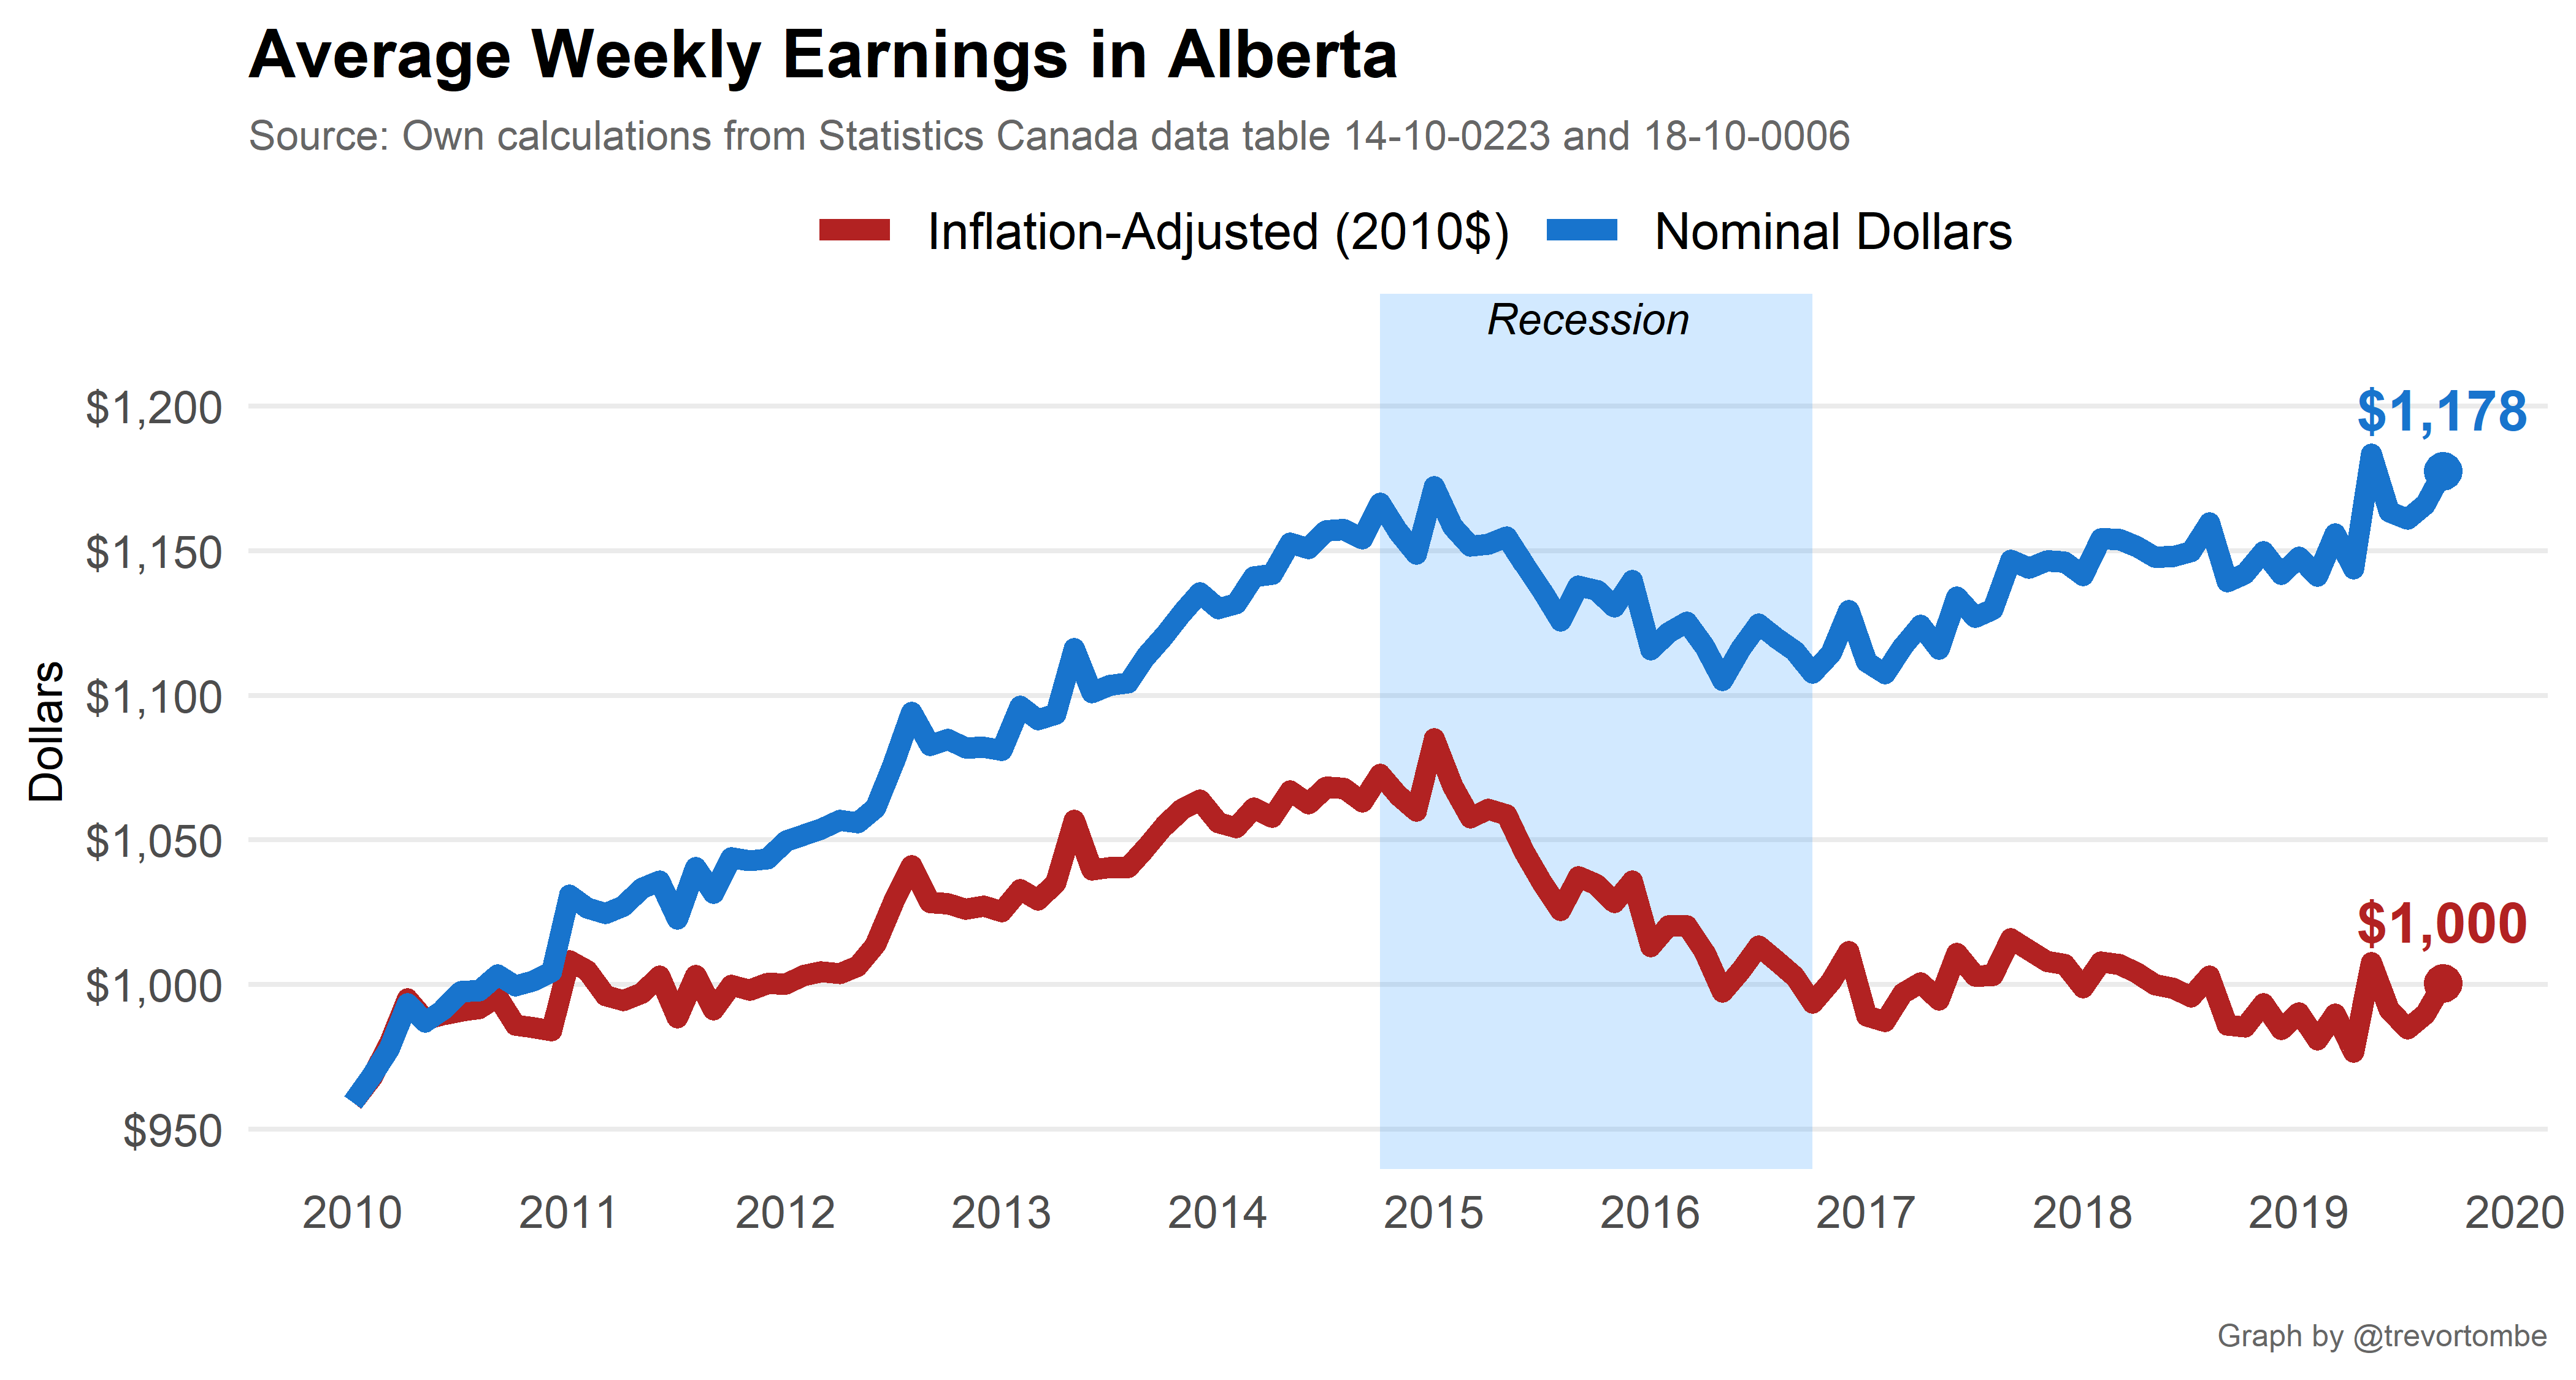 Average Weekly Earnings in Alberta
Source: Own calculations from Statistics Canada data table 14-10-0223 and 18-10-0006
Inflation-Adjusted (2010$) Nominal Dollars
Recession
$1,200
$1,178
$1,150
$1,100
Dollars
$1,050
$1,000
$1,000
$950
2010 2011 2012 2013 2014 2015 2016 2017 2018 2019 2020
Graph by @trevortombe